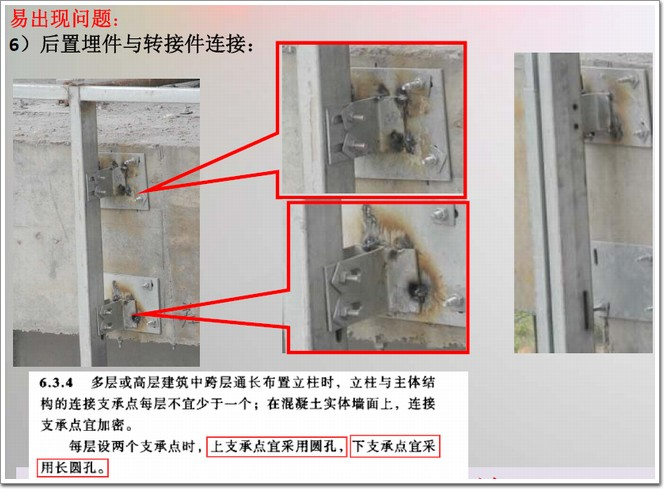 易出现问题：
6）后置埋件与转接件连接：
6.3.4 多层或高层建筑中跨层通长布置立柱时，立柱与主体结
构的连接支承点每层不宜少于一个；在混凝土实体墙面上，连接
支承点宜加密。
每层设两个支承点时，上支承点宜采用圆孔，下支承点宜采
用长圆孔。